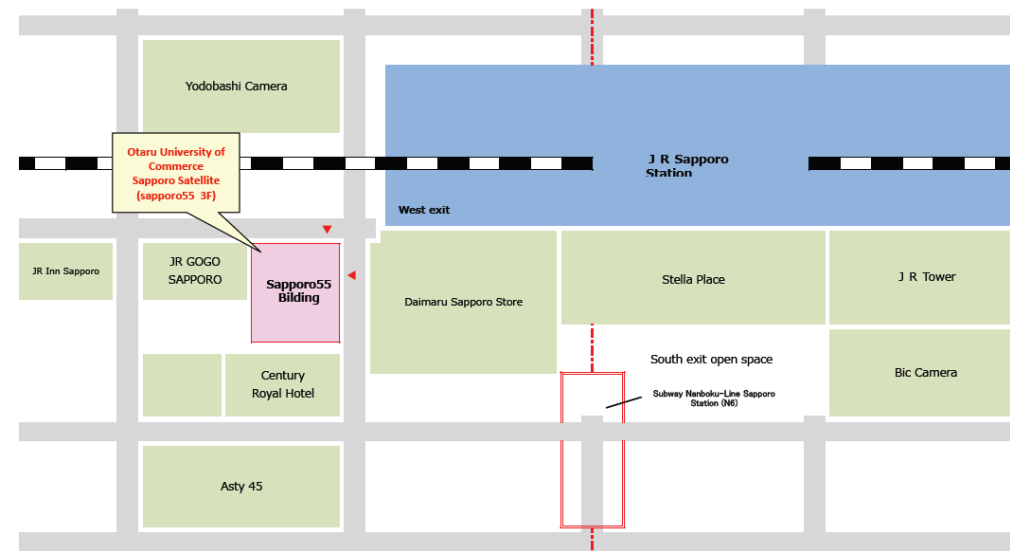 Yodobashi Camera
Otaru University of
Commerce
Sapporo Satellite
(sapporo55 3F)
J R Sapporo
Station
West exit
JR Inn Sapporo
JR GOGO
SAPPORO
Sapporo55
Bilding
Daimaru Sapporo Store
Stella Place
J R Tower
South exit open space
Century
Royal Hotel
Subway Nanboku-Line Sapporo
Station (N6)
Bic Camera
Asty 45